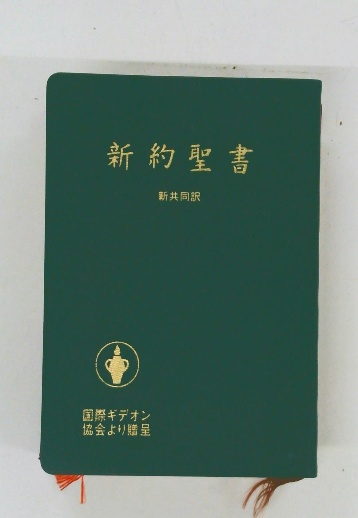 新約聖書
新共同訳
国際ギデオン
協会より贈呈